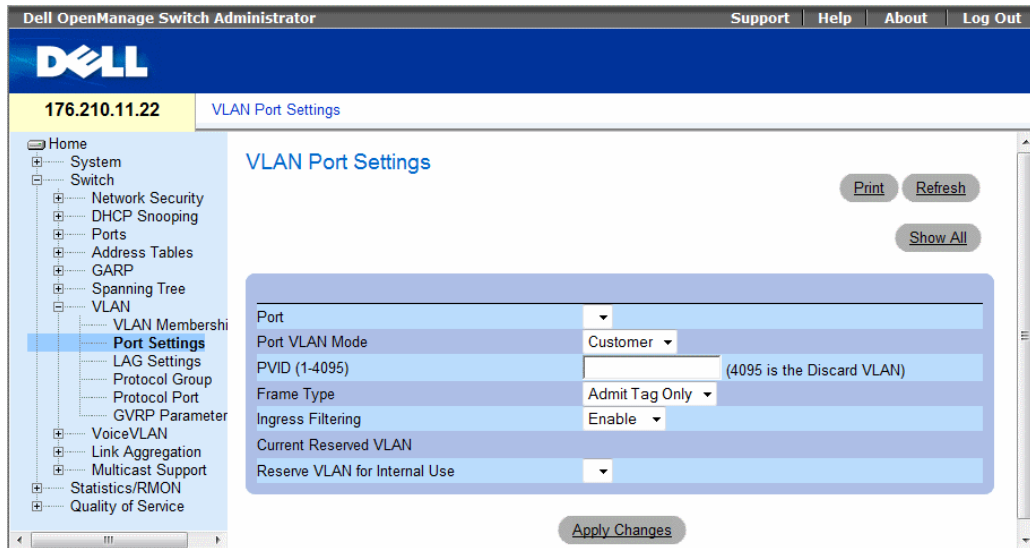 Dell OpenManage Switch Administrator
Support Help About Log Out
DELL
176.210.11.22
VLAN Port Settings
Home
System
Switch
Network Security
DHCP Snooping
Ports
Address Tables
GARP
Spanning Tree
VLAN
VLAN Membershi
Port Settings
LAG Settings
Protocol Group
Protocol Port
GVRP Parameter
VoiceVLAN
Link Aggregation
Multicast Support
Statistics/RMON
Quality of Service
VLAN Port Settings
Print Refresh
Show All
Port
Port VLAN Mode Customer
PVID (1-4095) (4095 is the Discard VLAN)
Frame Type Admit Tag Only
Ingress Filtering Enable
Current Reserved VLAN
Reserve VLAN for Internal Use
Apply Changes